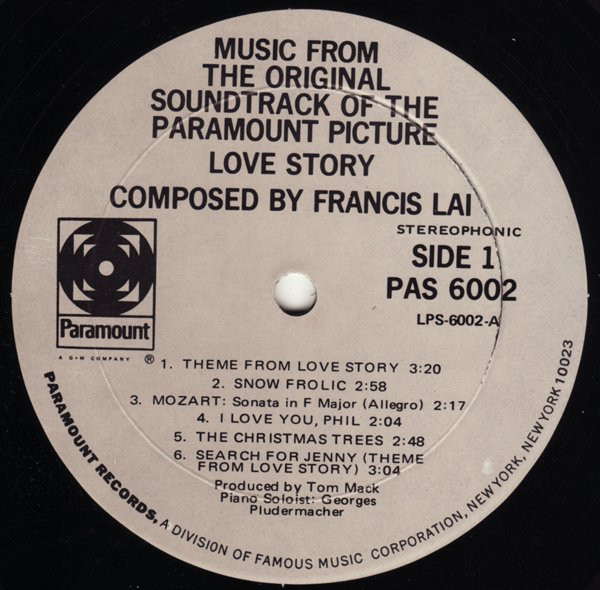 MUSIC FROM
THE ORIGINAL
SOUNDTRACK OF THE
PARAMOUNT PICTURE
LOVE STORY
COMPOSED BY FRANCIS LAI
STEREOPHONIC
SIDE 1
PAS 6002
LPS-6002-A
Paramount
A G+W COMPANY ®
1. THEME FROM LOVE STORY 3:20
2. SNOW FROLIC 2:58
3. MOZART: Sonata in F Major (Allegro) 2:17
4. I LOVE YOU, PHIL 2:04
5. THE CHRISTMAS TREES 2:48
6. SEARCH FOR JENNY (THEME
FROM LOVE STORY) 3:04
Produced by Tom Mack
Piano Soloist: Georges
Pludermacher
PARAMOUNT RECORDS, A DIVISION OF FAMOUS MUSIC CORPORATION, NEW YORK, NEW YORK 10023